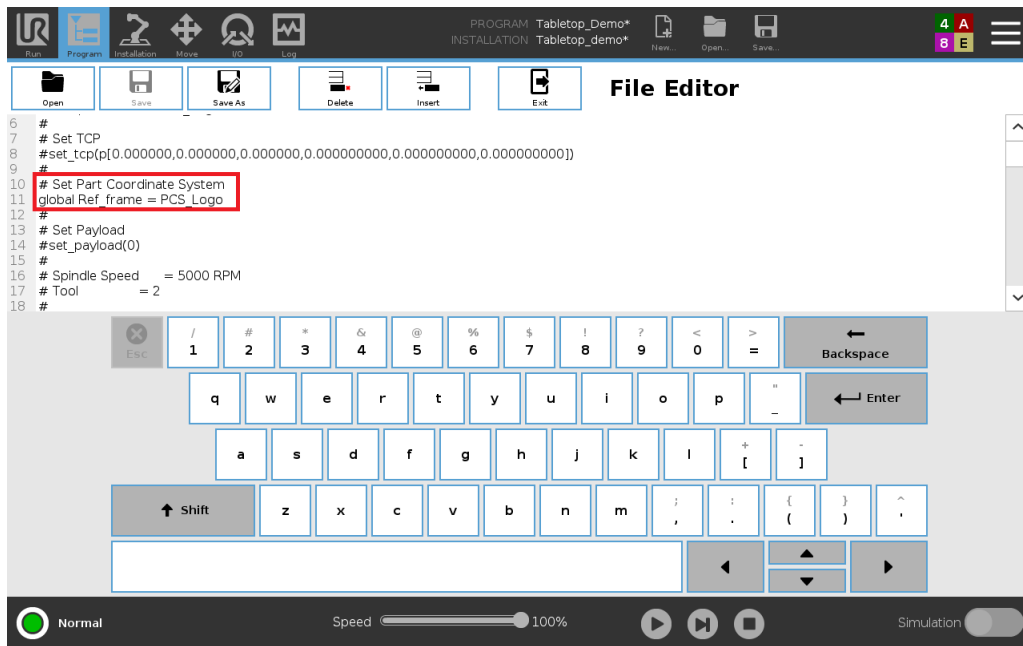 UR
Run
Program
Installation
Move
I/O
Log
PROGRAM Tabletop_Demo*
INSTALLATION Tabletop_demo*
New...
Open...
Save...
4 A
8 E
Open
Save
Save As
Delete
Insert
Exit
File Editor
6 #
7 # Set TCP
8 #set_tcp(p[0.000000,0.000000,0.000000,0.000000000,0.000000000,0.000000000])
9 #
10 # Set Part Coordinate System
11 global Ref_frame = PCS_Logo
12 #
13 # Set Payload
14 #set_payload(0)
15 #
16 # Spindle Speed = 5000 RPM
17 # Tool = 2
18 #
Esc
/ # * & @ % $ ! ? < >
1 2 3 4 5 6 7 8 9 0 =
Backspace
"
q w e r t y u i o p _
Enter
+ -
a s d f g h j k l [ ]
Shift
; : { } ^
z x c v b n m , . ( ) '
Normal
Speed 100%
Simulation